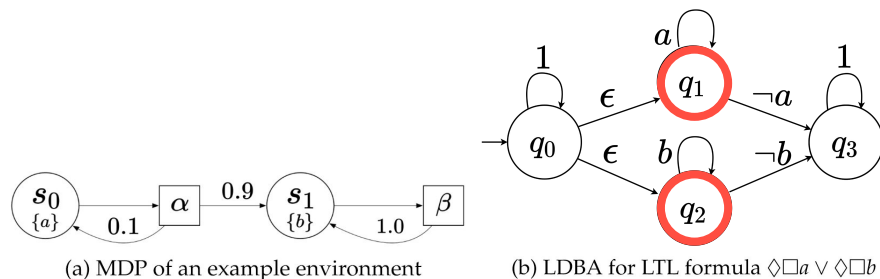 s₀
{a}
0.1
α
0.9
s₁
{b}
1.0
β
(a) MDP of an example environment
1
q₀
ϵ
ϵ
a
q₁
b
q₂
¬a
¬b
1
q₃
(b) LDBA for LTL formula ◊□a ∨ ◊□b